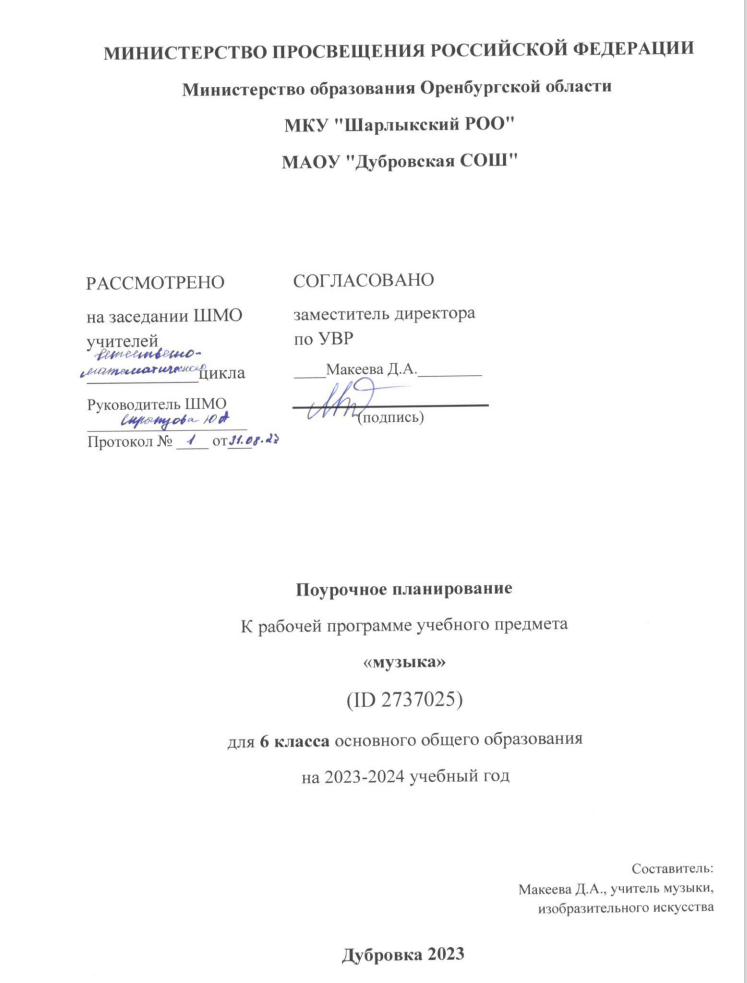 МИНИСТЕРСТВО ПРОСВЕЩЕНИЯ РОССИЙСКОЙ ФЕДЕРАЦИИ
Министерство образования Оренбургской области
МКУ "Шарлыкский РОО"
МАОУ "Дубровская СОШ"
РАССМОТРЕНО
на заседании ШМО
учителей
естественно-
математического цикла
Руководитель ШМО
Протокол № 1 от 31.08.23
СОГЛАСОВАНО
заместитель директора
по УВР
____Макеева Д.А.________
(подпись)
Поурочное планирование
К рабочей программе учебного предмета
«музыка»
(ID 2737025)
для 6 класса основного общего образования
на 2023-2024 учебный год
Составитель:
Макеева Д.А., учитель музыки,
изобразительного искусства
Дубровка 2023